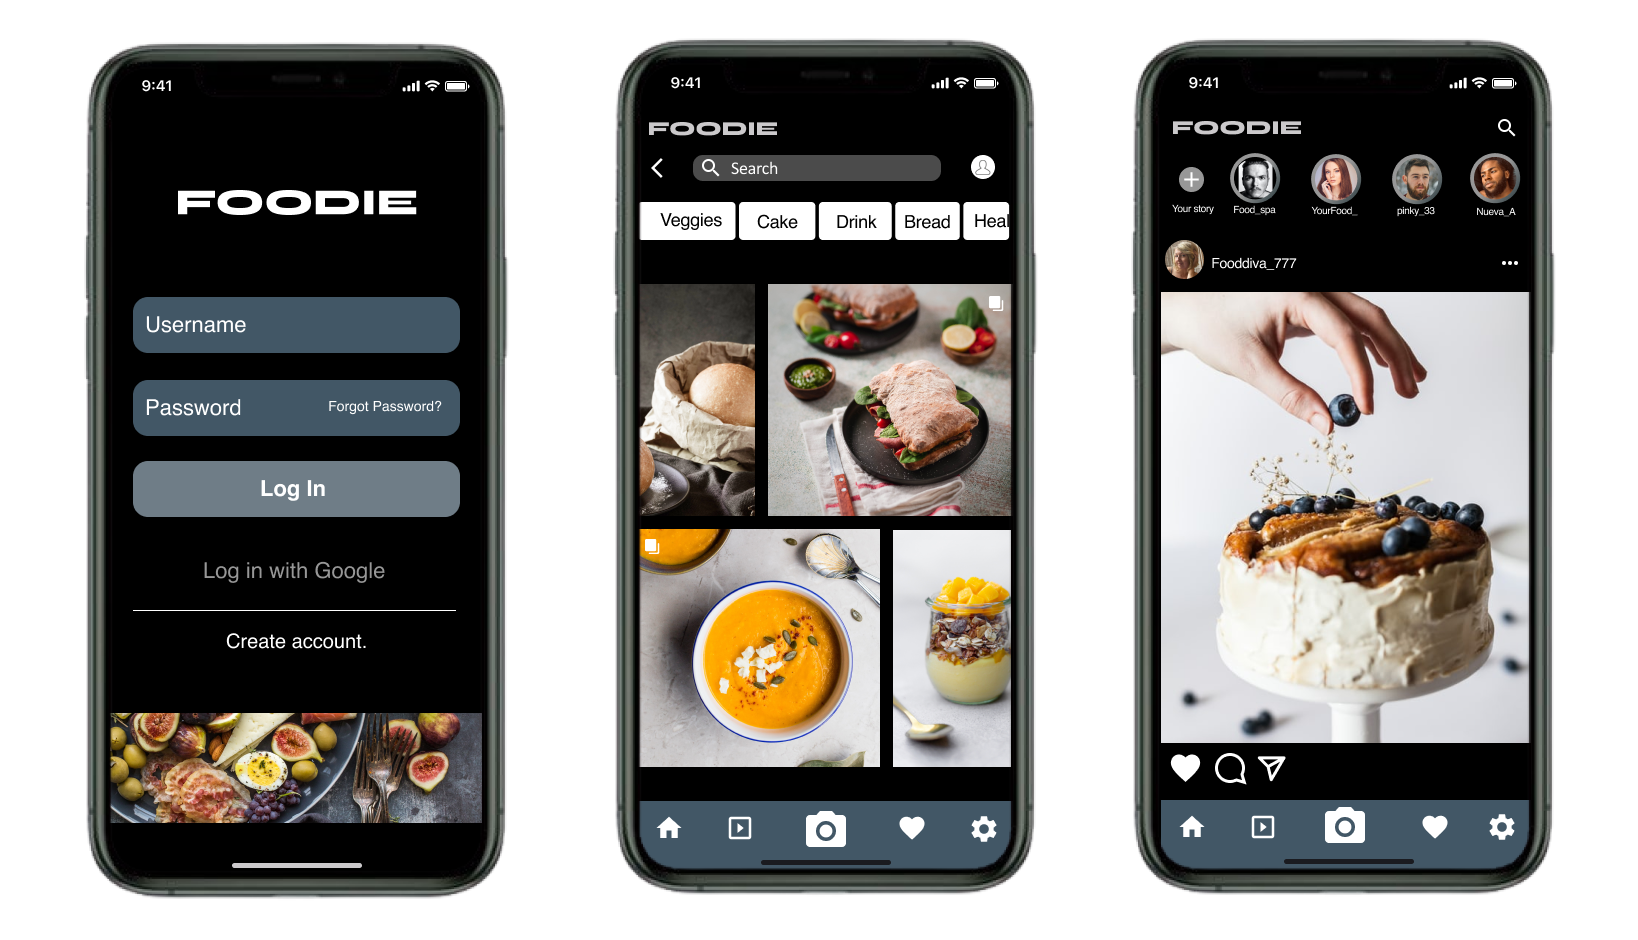 9:41
FOODIE
Username
Password
Forgot Password?
Log In
Log in with Google
Create account.
9:41
FOODIE
Search
Veggies
Cake
Drink
Bread
Heal
9:41
FOODIE
Your story
Food_spa
YourFood_
pinky_33
Nueva_A
Fooddiva_777